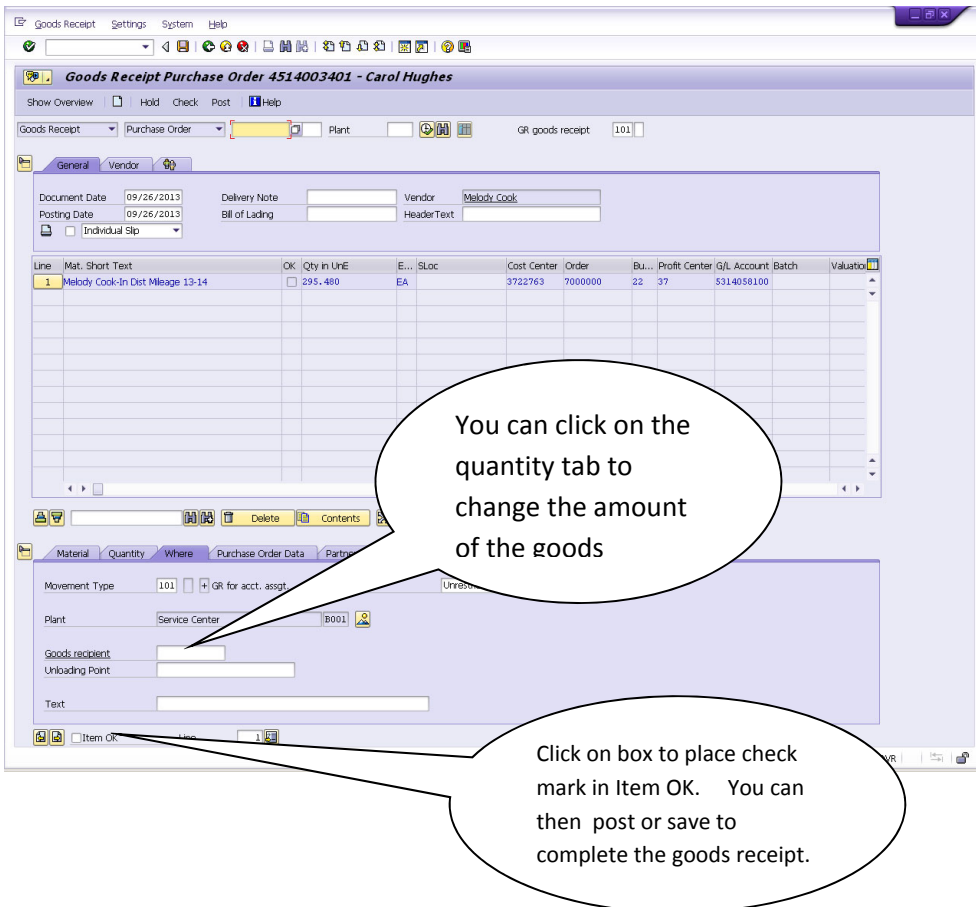 Goods Receipt Settings System Help
Goods Receipt Purchase Order 4514003401 - Carol Hughes
Show Overview Hold Check Post Help
Goods Receipt Purchase Order Plant GR goods receipt 101
General Vendor
Document Date 09/26/2013 Delivery Note Vendor Melody Cook
Posting Date 09/26/2013 Bill of Lading HeaderText
Individual Slip
Line Mat. Short Text OK Qty in UnE E... SLoc Cost Center Order Bu... Profit Center G/L Account Batch Valuation
1 Melody Cook-In Dist Mileage 13-14 295.480 EA 3722763 7000000 22 37 5314058100
You can click on the
quantity tab to
change the amount
of the goods
Delete Contents
Material Quantity Where Purchase Order Data Partner
Movement Type 101 + GR for acct. assgt.
Plant Service Center B001
Goods recipient
Unloading Point
Text
Item OK Line 1
Click on box to place check
mark in Item OK. You can
then post or save to
complete the goods receipt.